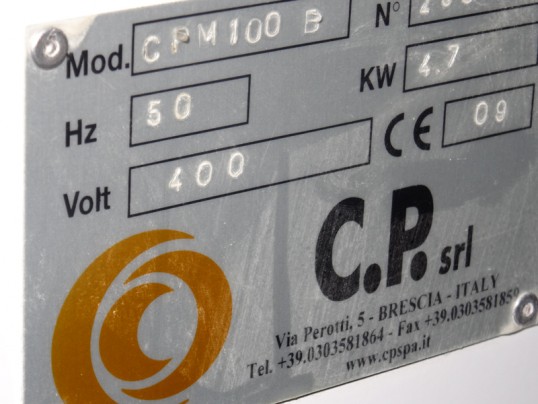 Mod. CPM100 B N°
Hz 50 KW 4.7
Volt 400 CE 09
C.P. srl
Via Perotti, 5 - BRESCIA - ITALY
Tel. +39.0303581864 - Fax +39.0303581859
www.cpspa.it